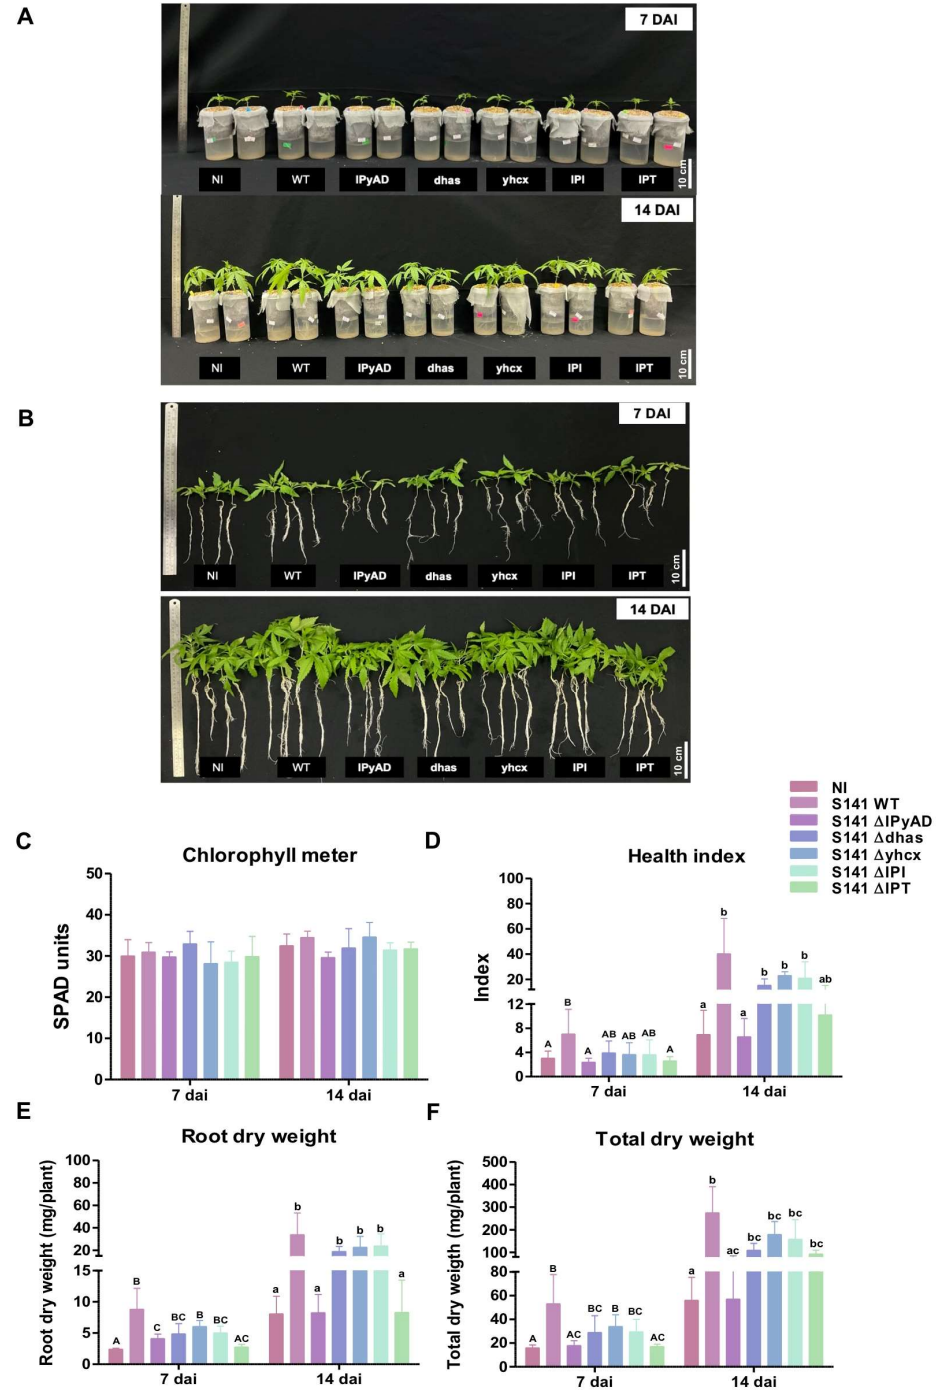 A
7 DAI
NI WT IPyAD dhas yhcx IPI IPT
10 cm
14 DAI
NI WT IPyAD dhas yhcx IPI IPT
10 cm
B
7 DAI
NI WT IPyAD dhas yhcx IPI IPT
10 cm
14 DAI
NI WT IPyAD dhas yhcx IPI IPT
10 cm
NI
S141 WT
S141 ΔIPyAD
S141 Δdhas
S141 Δyhcx
S141 ΔIPI
S141 ΔIPT
C
Chlorophyll meter
SPAD units
50
40
30
20
10
0
7 dai 14 dai
D
Health index
Index
100
80
60
40
20
12
8
4
0
A B A AB AB AB A
a b a b b b ab
7 dai 14 dai
E
Root dry weight
Root dry weight (mg/plant)
100
80
60
40
20
15
10
5
0
A B C BC B BC AC
a b a b b b a
7 dai 14 dai
F
Total dry weight
Total dry weigth (mg/plant)
500
400
300
200
100
80
60
40
20
0
A B AC BC B BC AC
a b ac bc bc bc bc
7 dai 14 dai